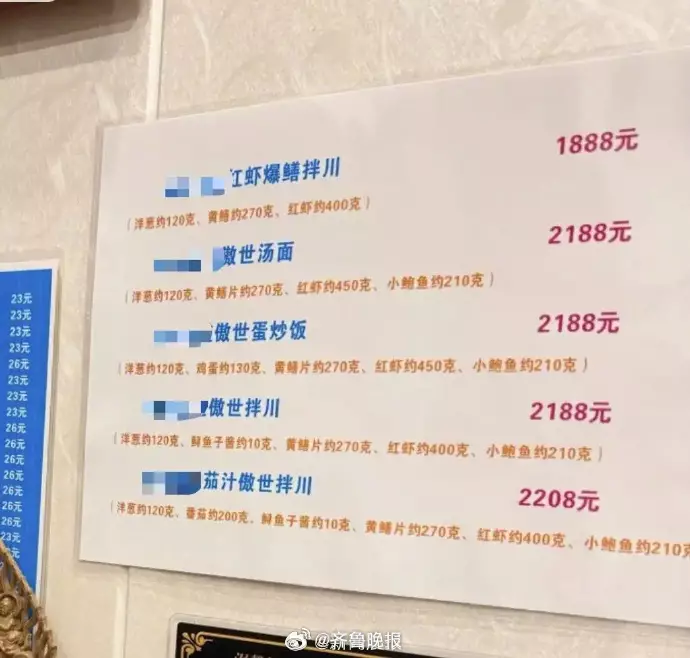 红虾爆鳝拌川 1888元
(洋葱约120克、黄鳝约270克、红虾约400克)
傲世汤面 2188元
(洋葱约120克、黄鳝片约270克、红虾约450克、小鲍鱼约210克)
傲世蛋炒饭 2188元
(洋葱约120克、鸡蛋约130克、黄鳝片约270克、红虾约450克、小鲍鱼约210克)
傲世拌川 2188元
(洋葱约120克、鲟鱼子酱约10克、黄鳝片约270克、红虾约400克、小鲍鱼约210克)
茄汁傲世拌川 2208元
(洋葱约120克、番茄约200克、鲟鱼子酱约10克、黄鳝片约270克、红虾约400克、小鲍鱼约210克
23元
23元
23元
23元
26元
23元
23元
23元
26元
26元
26元
26元
26元
26元
26元
23元
@齐鲁晚报